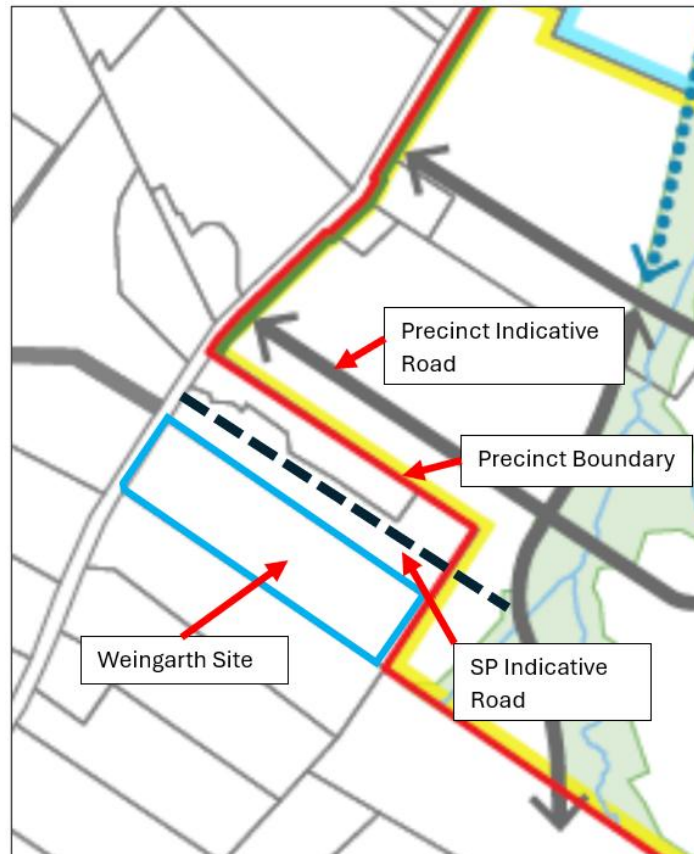 Precinct Indicative
Road
Precinct Boundary
Weingarth Site
SP Indicative
Road